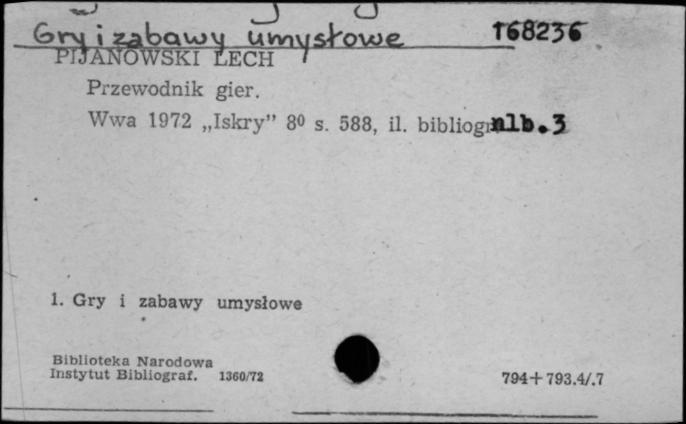 Gry i zabawy umysłowe
168236
PIJANOWSKI LECH
Przewodnik gier.
Wwa 1972 „Iskry” 8⁰ s. 588, il. bibliogr nlb. 3
1. Gry i zabawy umysłowe
Biblioteka Narodowa
Instytut Bibliograf. 1360/72
794+793.4/.7